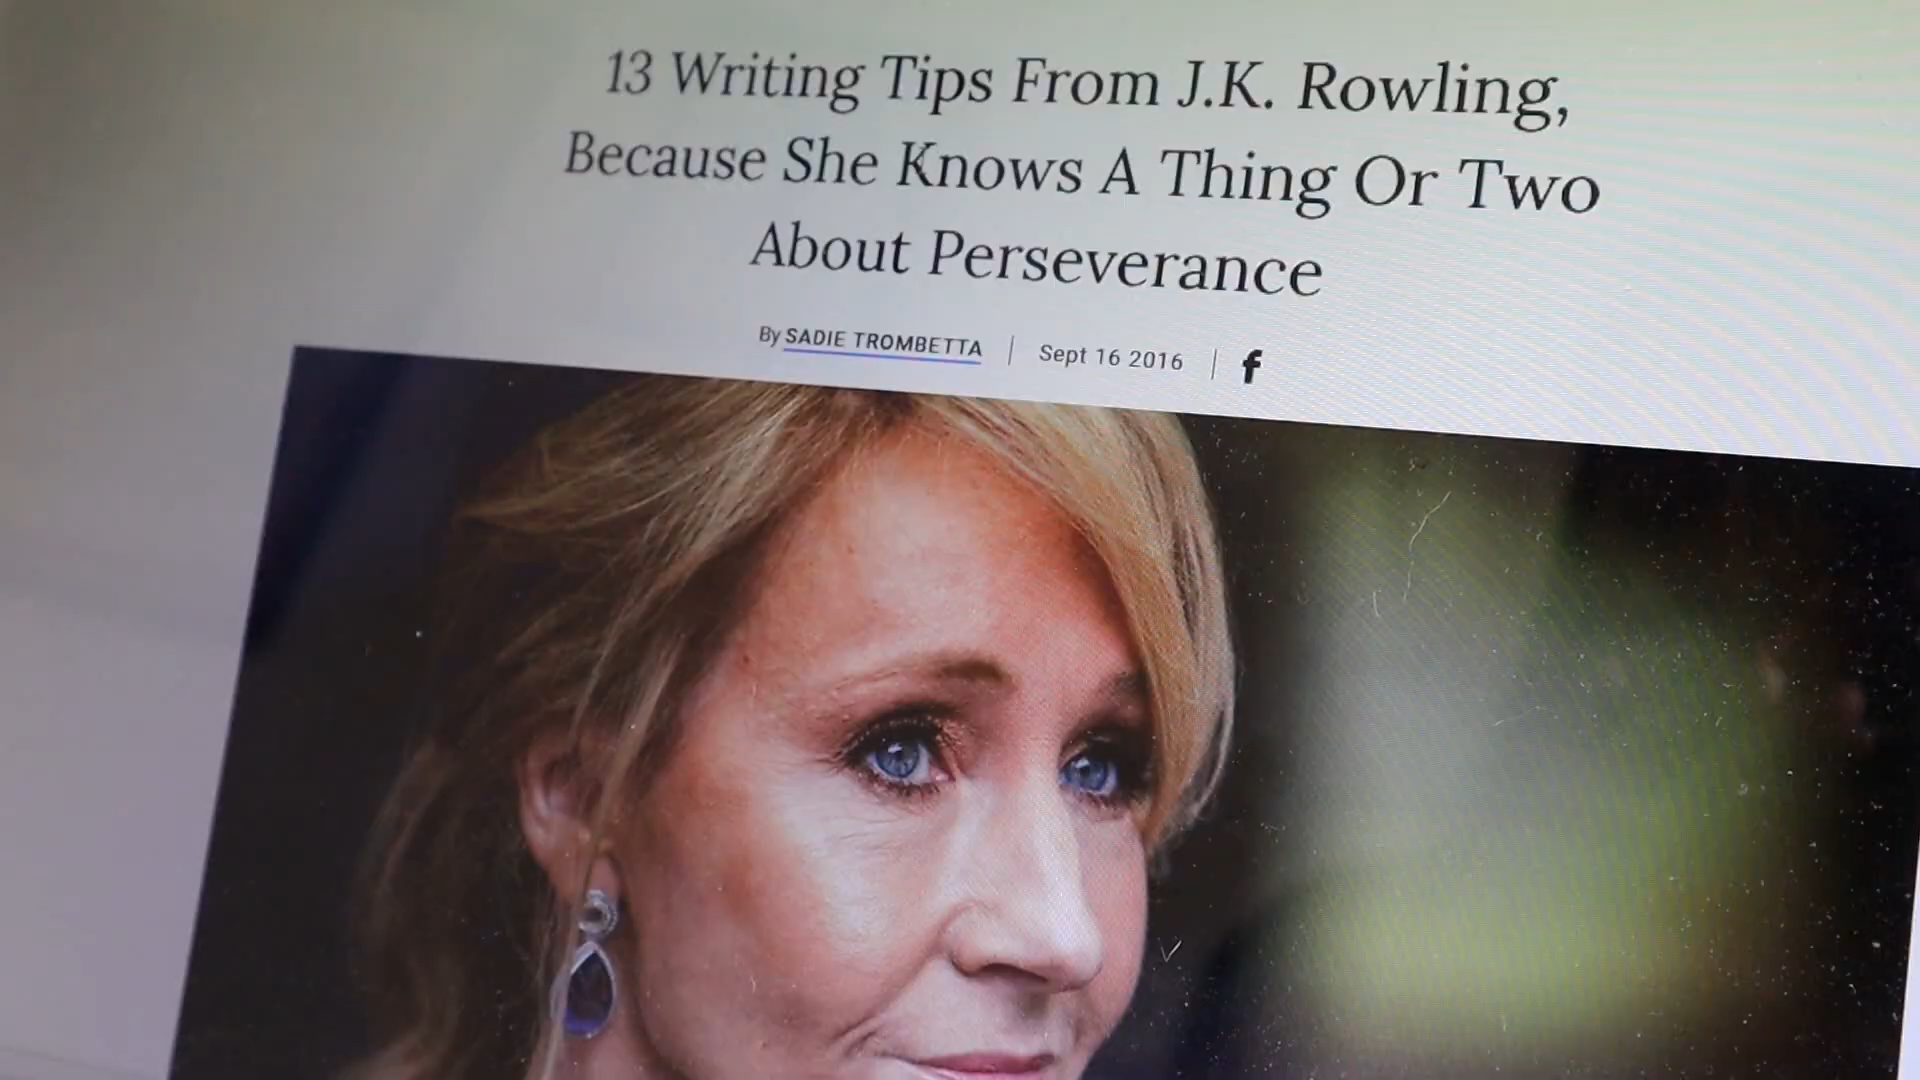 13 Writing Tips From J.K. Rowling,
Because She Knows A Thing Or Two
About Perseverance
By SADIE TROMBETTA | Sept 16 2016 | f